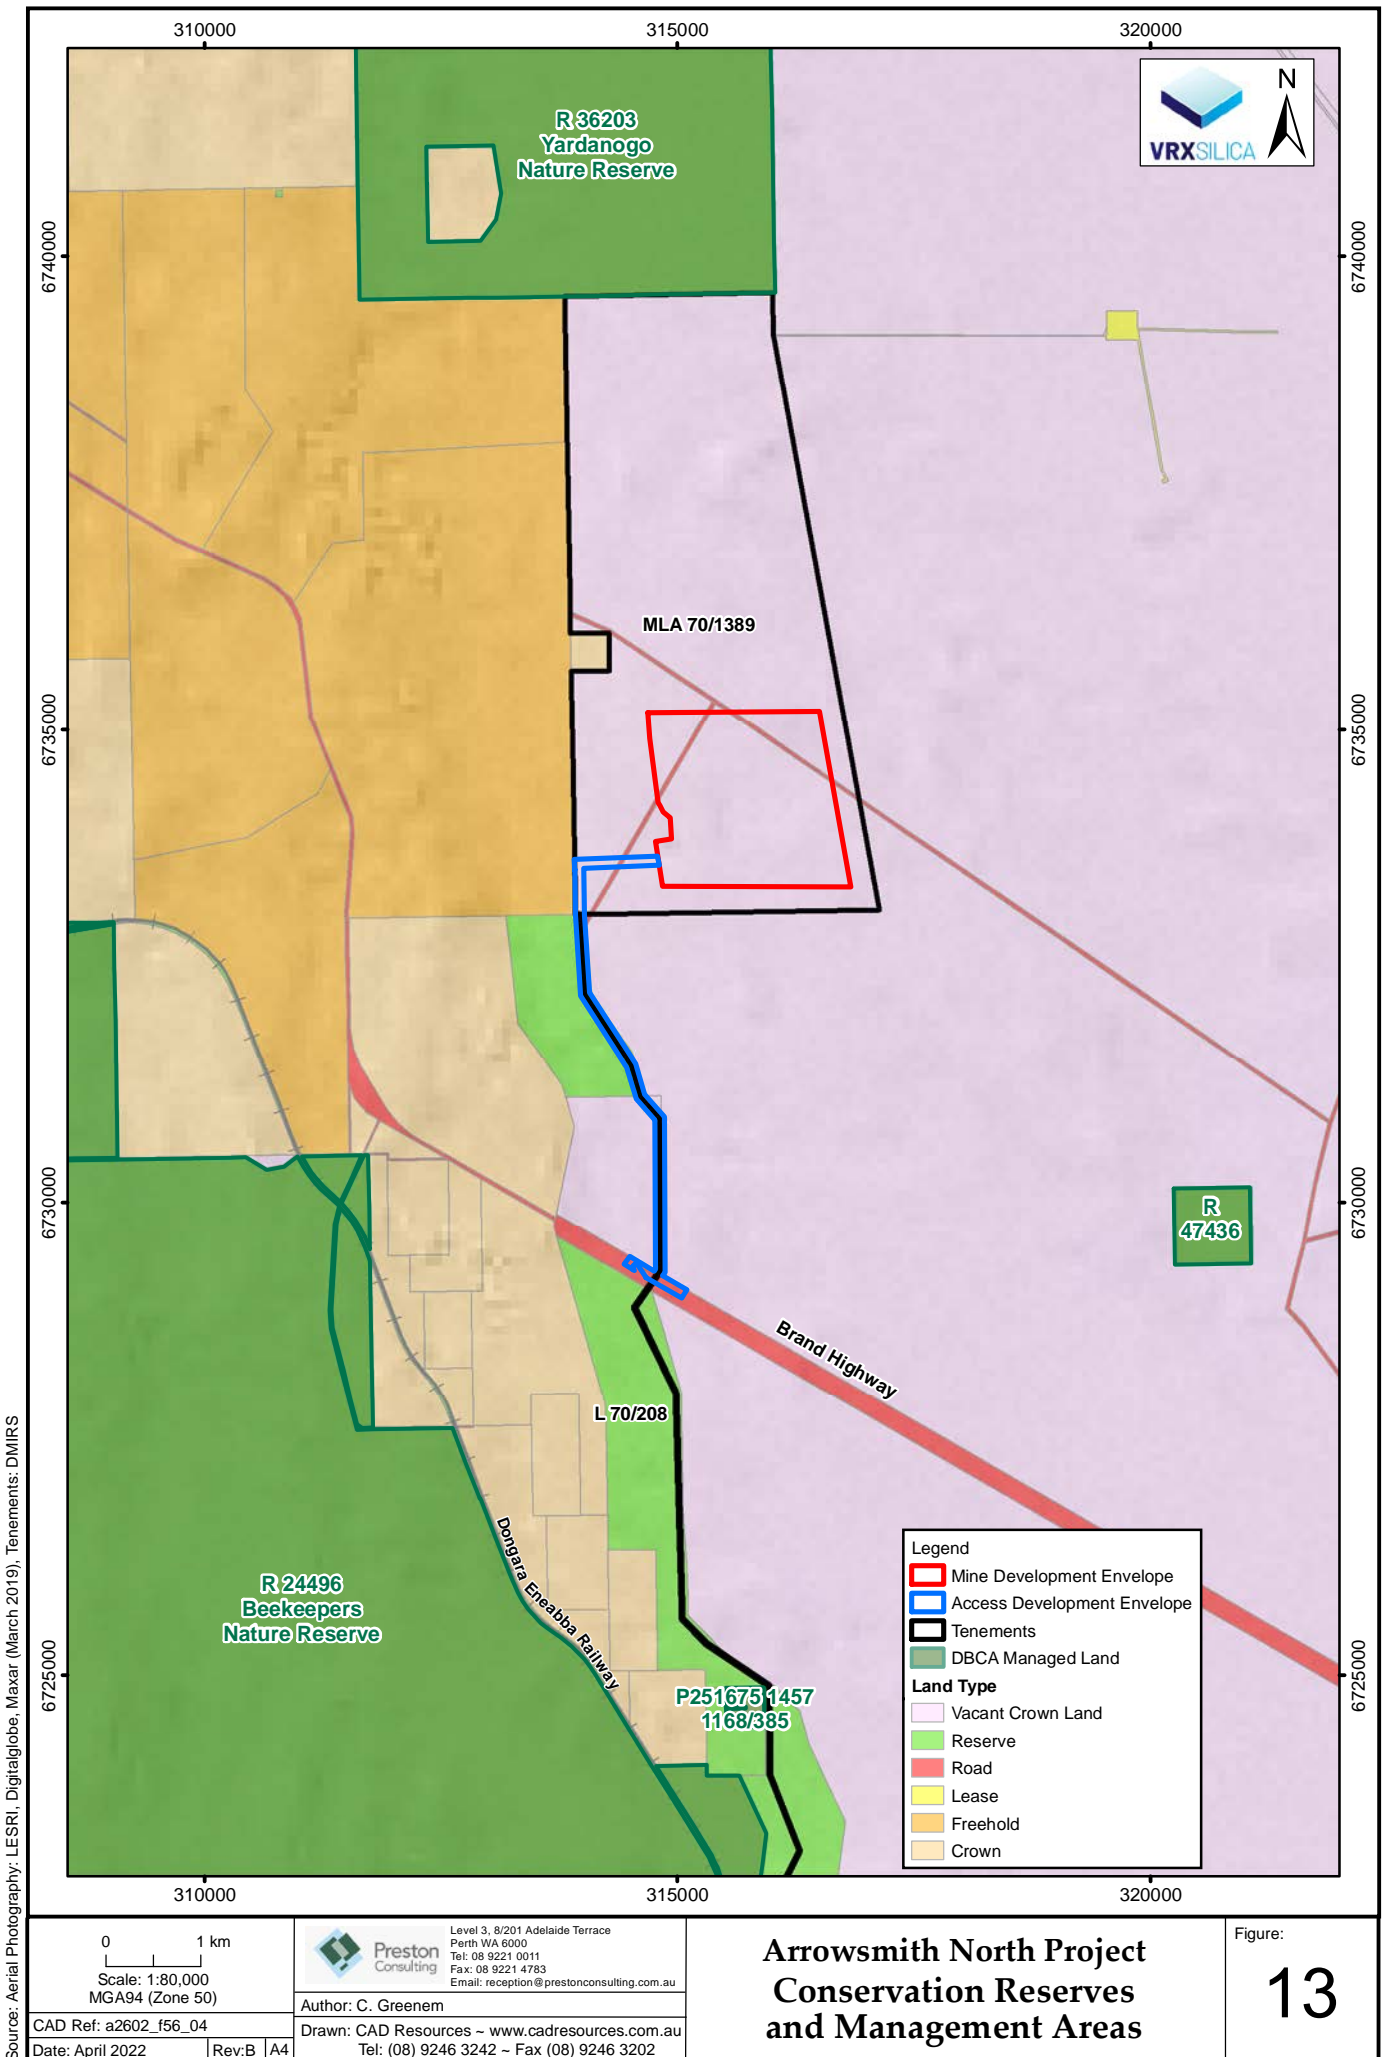 310000
315000
320000
R 36203
Yardanogo
Nature Reserve
VRXSILICA
N
6740000
6740000
MLA 70/1389
6735000
6735000
6730000
6730000
R
47436
Brand Highway
L 70/208
Dongara Eneabba Railway
R 24496
Beekeepers
Nature Reserve
P251675 1457
1168/385
6725000
6725000
Legend
Mine Development Envelope
Access Development Envelope
Tenements
DBCA Managed Land
Land Type
Vacant Crown Land
Reserve
Road
Lease
Freehold
Crown
310000
315000
320000
Source: Aerial Photography: LESRI, Digitalglobe, Maxar (March 2019), Tenements: DMIRS
0 1 km
Scale: 1:80,000
MGA94 (Zone 50)
CAD Ref: a2602_f56_04
Date: April 2022 Rev:B A4
Preston
Consulting
Level 3, 8/201 Adelaide Terrace
Perth WA 6000
Tel: 08 9221 0011
Fax: 08 9221 4783
Email: reception@prestonconsulting.com.au
Author: C. Greenem
Drawn: CAD Resources ~ www.cadresources.com.au
Tel: (08) 9246 3242 ~ Fax (08) 9246 3202
Arrowsmith North Project
Conservation Reserves
and Management Areas
Figure:
13